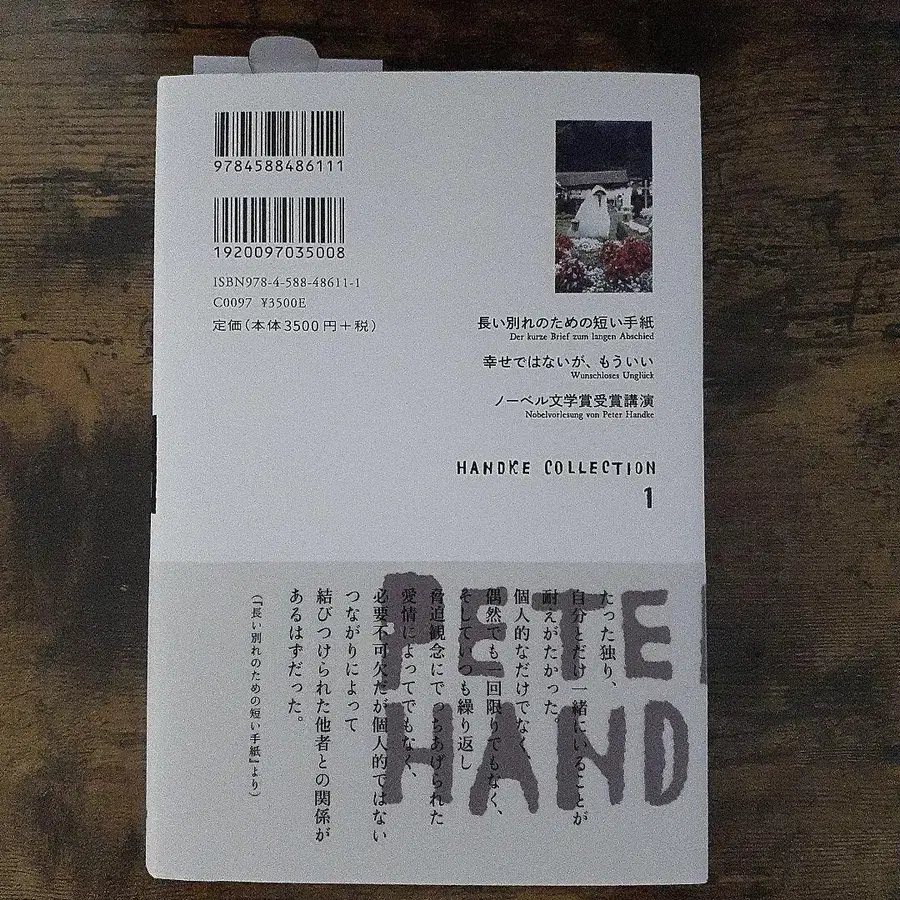 9784588486111
1920097035008
ISBN978-4-588-48611-1
C0097 ¥3500E
定価(本体3500円+税)
長い別れのための短い手紙
Der kurze Brief zum langen Abschied
幸せではないが、もういい
Wunschloses Unglück
ノーベル文学賞受賞講演
Nobelvorlesung von Peter Handke
HANDKE COLLECTION
1
PETE
HAND
たった独り、
自分とだけ一緒にいることが
耐えがたかった。
個人的なだけでなく、
偶然でも一回限りでもなく、
そしていつも繰り返し
脅迫観念にでっちあげられた
愛情によってでもなく、
必要不可欠だが個人的ではない
つながりによって
結びつけられた他者との関係が
あるはずだった。
(『長い別れのための短い手紙』より)